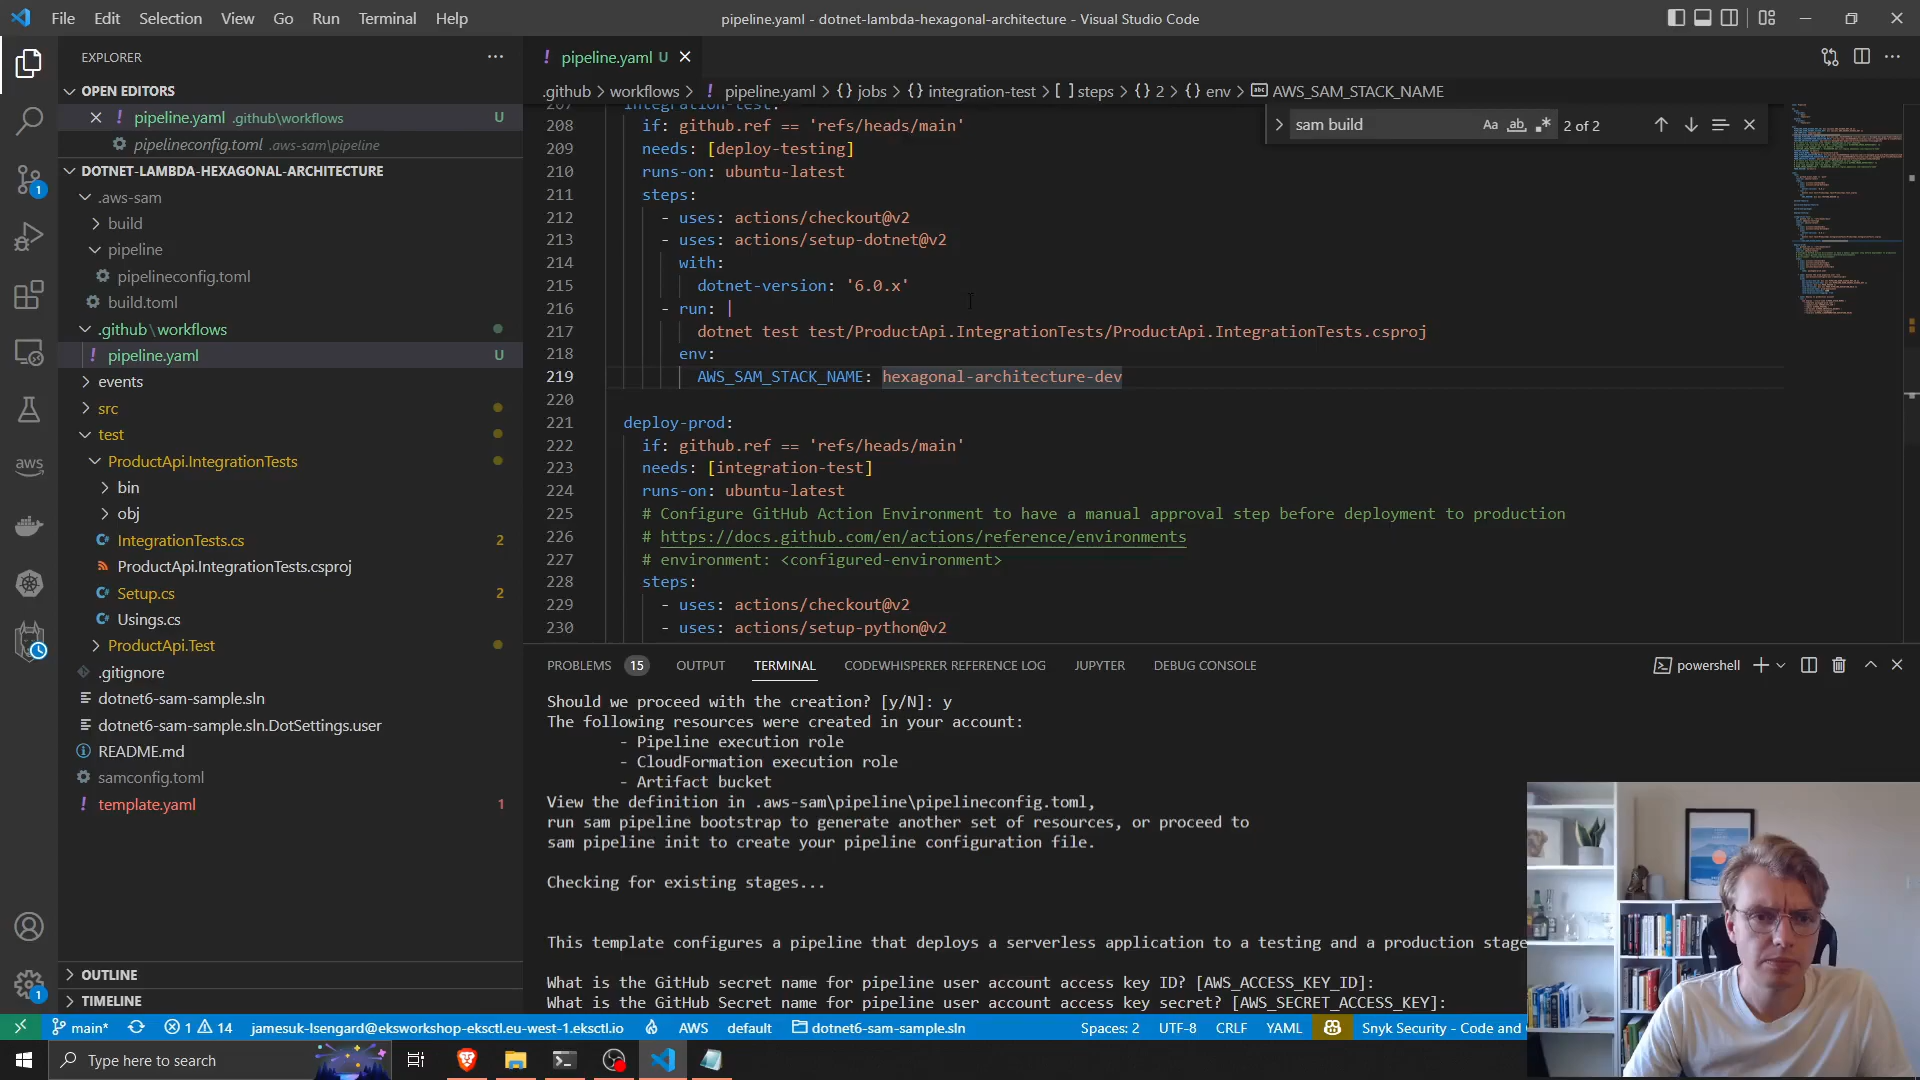 File Edit Selection View Go Run Terminal Help
pipeline.yaml - dotnet-lambda-hexagonal-architecture - Visual Studio Code
EXPLORER
OPEN EDITORS
pipeline.yaml .github\workflows U
pipelineconfig.toml .aws-sam\pipeline
DOTNET-LAMBDA-HEXAGONAL-ARCHITECTURE
.aws-sam
build
pipeline
pipelineconfig.toml
build.toml
.github\workflows
! pipeline.yaml U
events
src
test
ProductApi.IntegrationTests
bin
obj
IntegrationTests.cs 2
ProductApi.IntegrationTests.csproj
Setup.cs 2
Usings.cs
ProductApi.Test
.gitignore
dotnet6-sam-sample.sln
dotnet6-sam-sample.sln.DotSettings.user
README.md
samconfig.toml
! template.yaml 1
OUTLINE
TIMELINE
! pipeline.yaml U
.github > workflows > ! pipeline.yaml > {} jobs > {} integration-test > [ ] steps > {} 2 > {} env > AWS_SAM_STACK_NAME
sam build Aa ab 2 of 2
207 integration-test:
208 if: github.ref == 'refs/heads/main'
209 needs: [deploy-testing]
210 runs-on: ubuntu-latest
211 steps:
212 - uses: actions/checkout@v2
213 - uses: actions/setup-dotnet@v2
214 with:
215 dotnet-version: '6.0.x'
216 - run: |
217 dotnet test test/ProductApi.IntegrationTests/ProductApi.IntegrationTests.csproj
218 env:
219 AWS_SAM_STACK_NAME: hexagonal-architecture-dev
220
221 deploy-prod:
222 if: github.ref == 'refs/heads/main'
223 needs: [integration-test]
224 runs-on: ubuntu-latest
225 # Configure GitHub Action Environment to have a manual approval step before deployment to production
226 # https://docs.github.com/en/actions/reference/environments
227 # environment: <configured-environment>
228 steps:
229 - uses: actions/checkout@v2
230 - uses: actions/setup-python@v2
PROBLEMS 15 OUTPUT TERMINAL CODEWHISPERER REFERENCE LOG JUPYTER DEBUG CONSOLE
powershell
Should we proceed with the creation? [y/N]: y
The following resources were created in your account:
- Pipeline execution role
- CloudFormation execution role
- Artifact bucket
View the definition in .aws-sam\pipeline\pipelineconfig.toml,
run sam pipeline bootstrap to generate another set of resources, or proceed to
sam pipeline init to create your pipeline configuration file.
Checking for existing stages...
This template configures a pipeline that deploys a serverless application to a testing and a production stage
What is the GitHub secret name for pipeline user account access key ID? [AWS_ACCESS_KEY_ID]:
What is the GitHub Secret name for pipeline user account access key secret? [AWS_SECRET_ACCESS_KEY]:
aws
1
1
main* 1 14 jamesuk-Isengard@eksworkshop-eksctl.eu-west-1.eksctl.io AWS default dotnet6-sam-sample.sln Spaces: 2 UTF-8 CRLF YAML Snyk Security - Code and
Type here to search